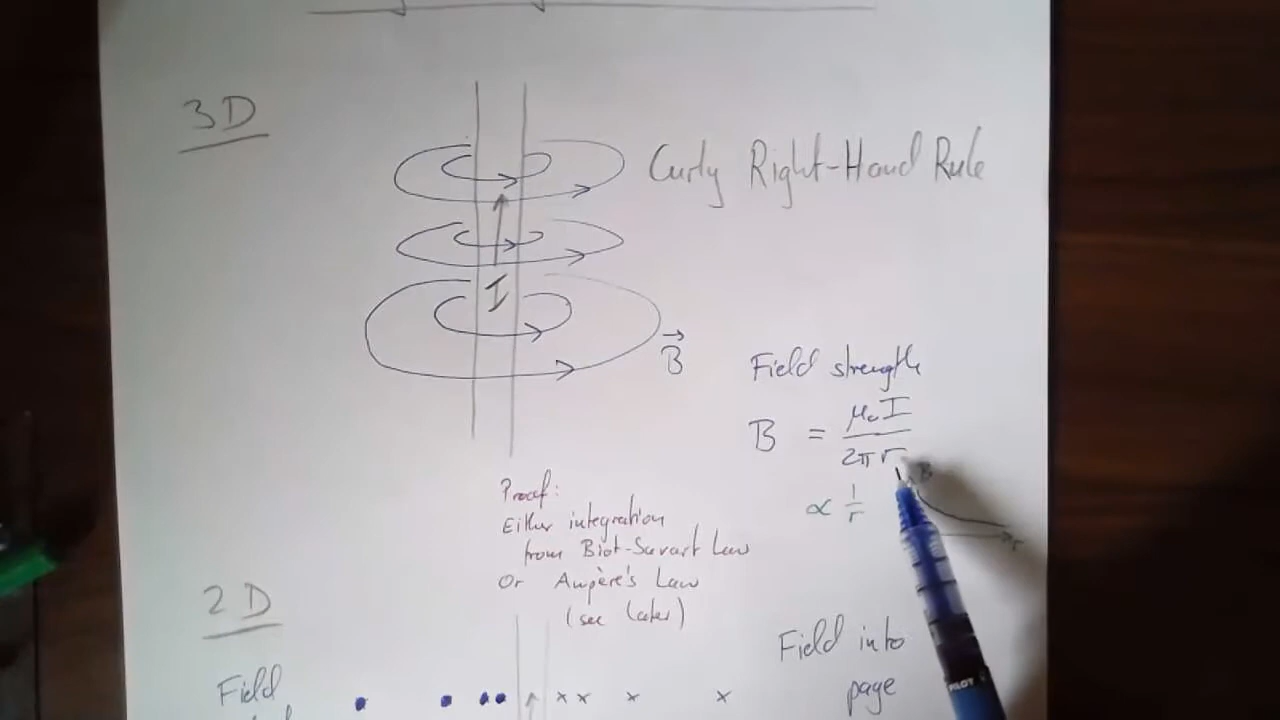 3D
Curly Right-Hand Rule
I
B
Field strength
B = μ₀I / 2πr
B
∝ 1/r
r
Proof:
Either integration
from Biot-Savart Law
Or Ampère's Law
(see later)
2D
Field into
page
Field
PILOT